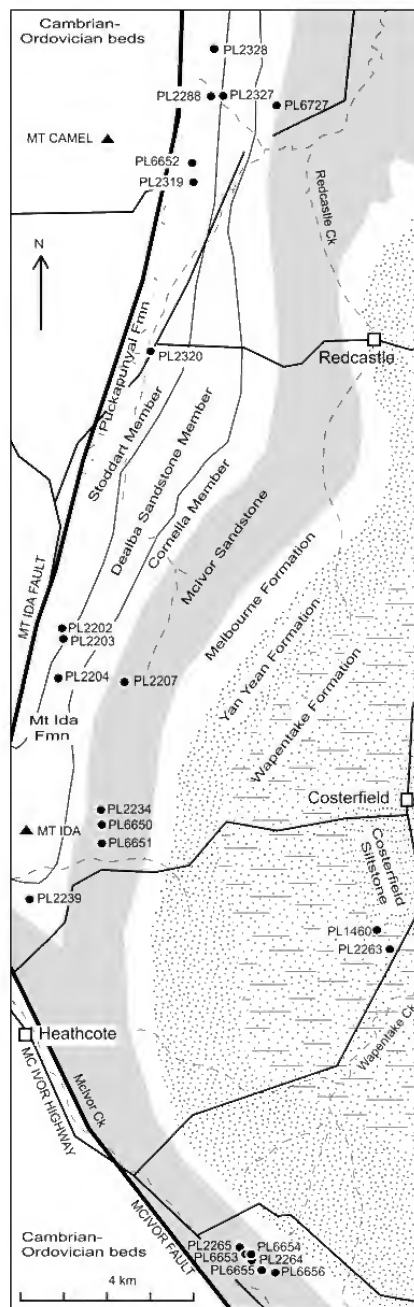 Cambrian-
Ordovician beds
PL2328
PL2288
PL2327
PL6727
MT CAMEL
PL6652
PL2319
Redcastle Ck
N
Puckapunyal Fmn
PL2320
Redcastle
Stoddart Member
Dealba Sandstone Member
Cornella Member
McIvor Sandstone
Melbourne Formation
Yan Yean Formation
Wapentake Formation
MT IDA FAULT
PL2202
PL2203
PL2204
PL2207
Mt Ida
Fmn
Costerfield
PL2234
PL6650
MT IDA
PL6651
Costerfield
Siltstone
PL2239
PL1460
PL2263
Wapentake Ck
Heathcote
MC IVOR HIGHWAY
McIvor Ck
MCIVOR FAULT
Cambrian-
Ordovician beds
PL2265
PL6654
PL6653
PL2264
PL6655
PL6656
4 km